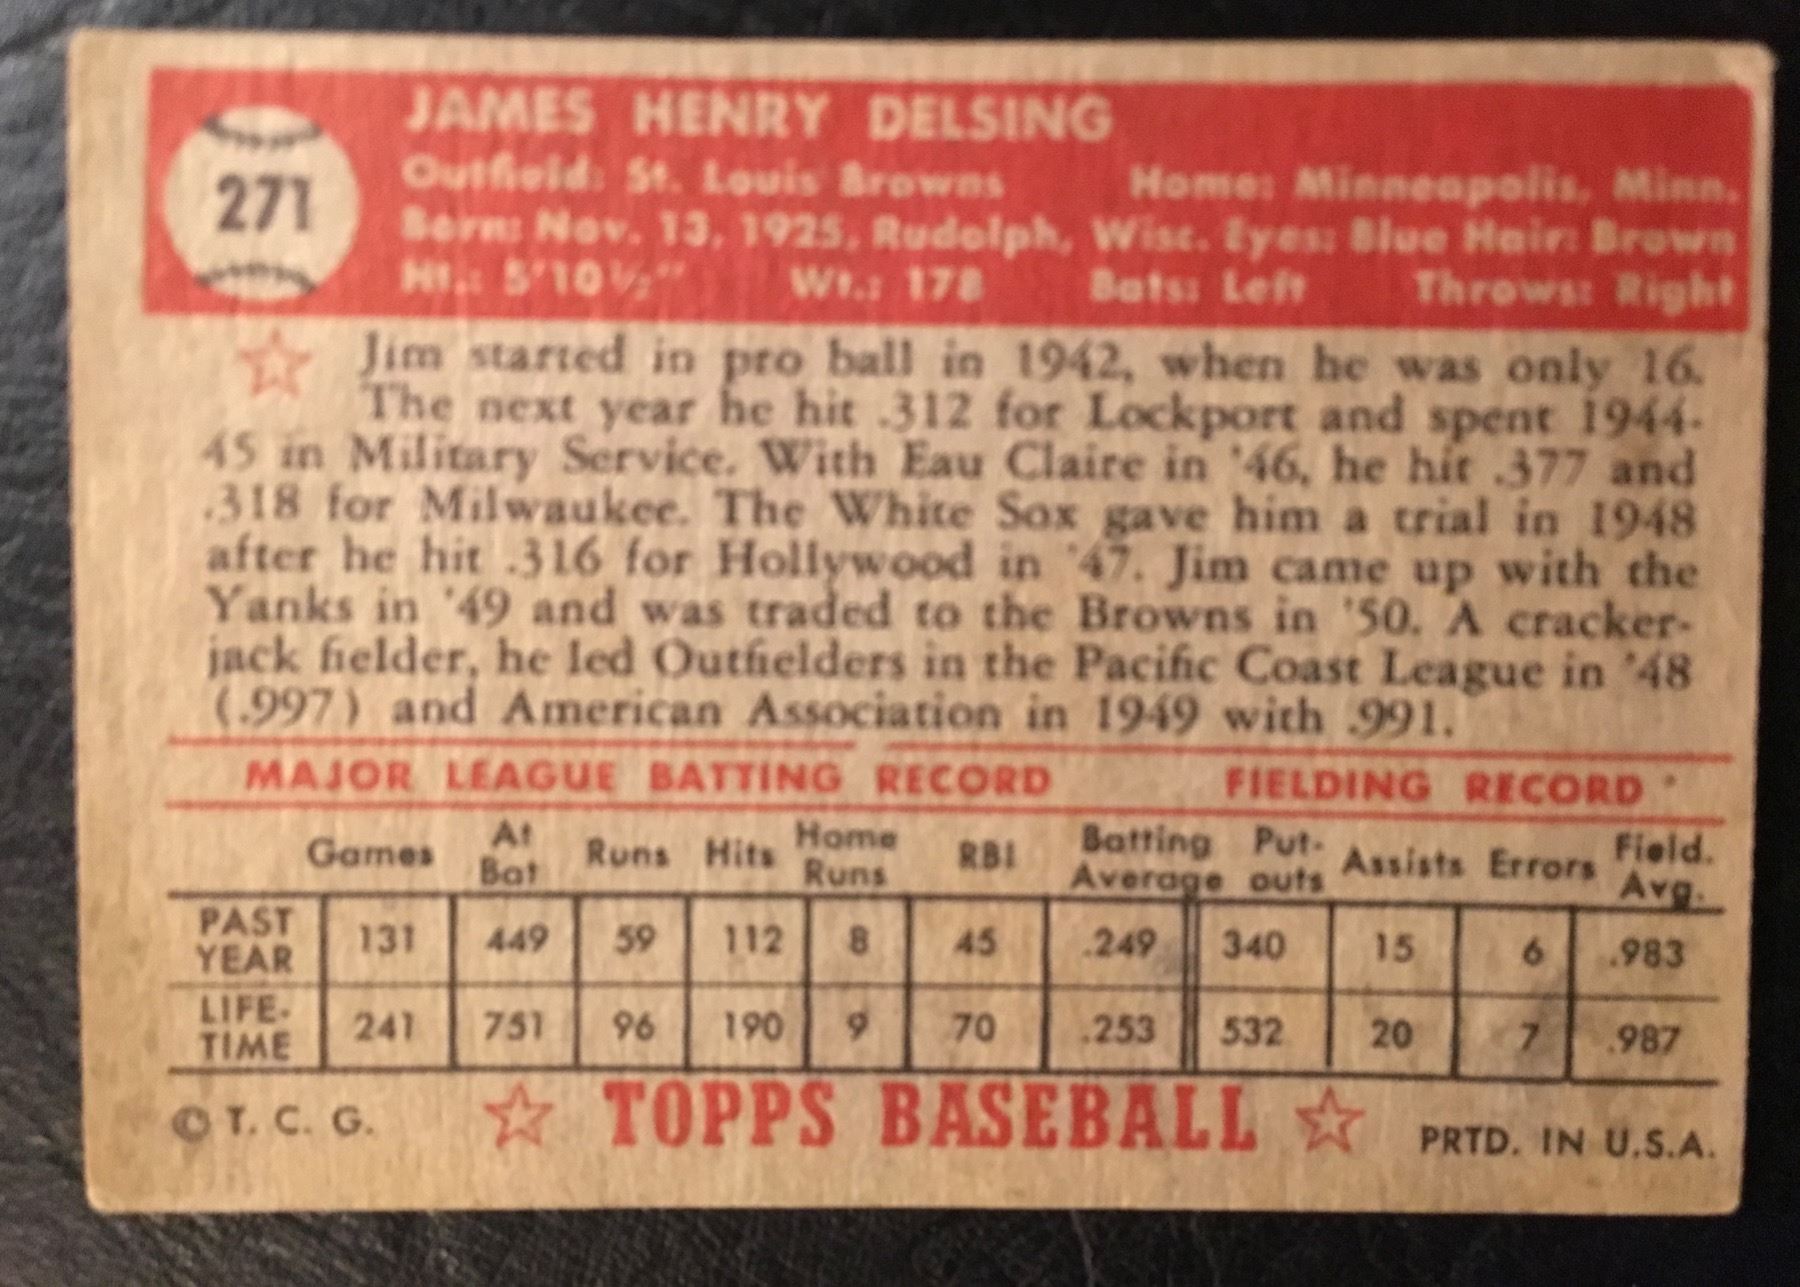 271
JAMES HENRY DELSING
Outfield: St. Louis Browns Home: Minneapolis, Minn.
Born: Nov. 13, 1925, Rudolph, Wisc. Eyes: Blue Hair: Brown
Ht.: 5'10½" Wt.: 178 Bats: Left Throws: Right
Jim started in pro ball in 1942, when he was only 16.
The next year he hit .312 for Lockport and spent 1944-
45 in Military Service. With Eau Claire in '46, he hit .377 and
.318 for Milwaukee. The White Sox gave him a trial in 1948
after he hit .316 for Hollywood in '47. Jim came up with the
Yanks in '49 and was traded to the Browns in '50. A cracker-
jack fielder, he led Outfielders in the Pacific Coast League in '48
(.997) and American Association in 1949 with .991.
MAJOR LEAGUE BATTING RECORD FIELDING RECORD
Games At Bat Runs Hits Home Runs RBI Batting Average Put-outs Assists Errors Field. Avg.
PAST YEAR 131 449 59 112 8 45 .249 340 15 6 .983
LIFE-TIME 241 751 96 190 9 70 .253 532 20 7 .987
© T. C. G. TOPPS BASEBALL PRTD. IN U.S.A.